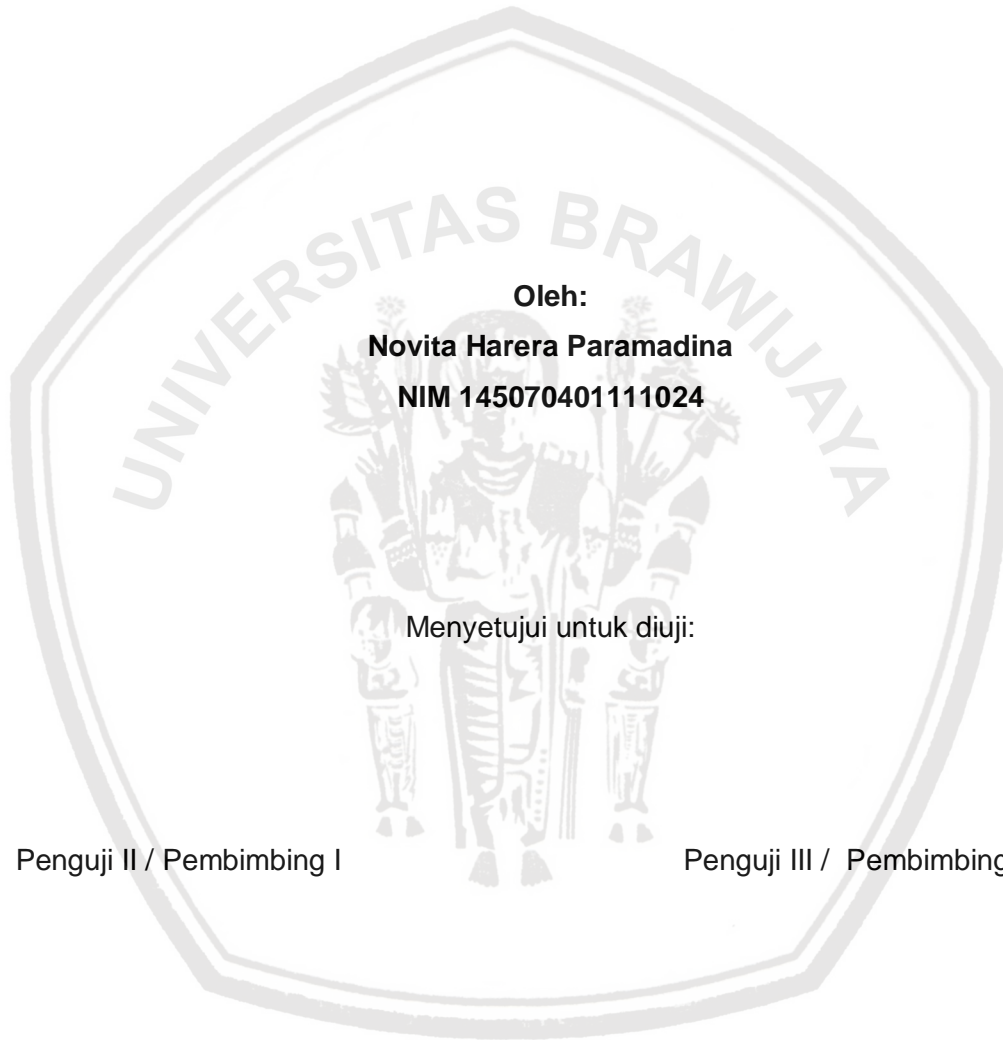 UNIVERSITAS BRAWIJAYA
Oleh:
Novita Harera Paramadina
NIM 145070401111024
Menyetujui untuk diuji:
Penguji II / Pembimbing I
Penguji III / Pembimbing